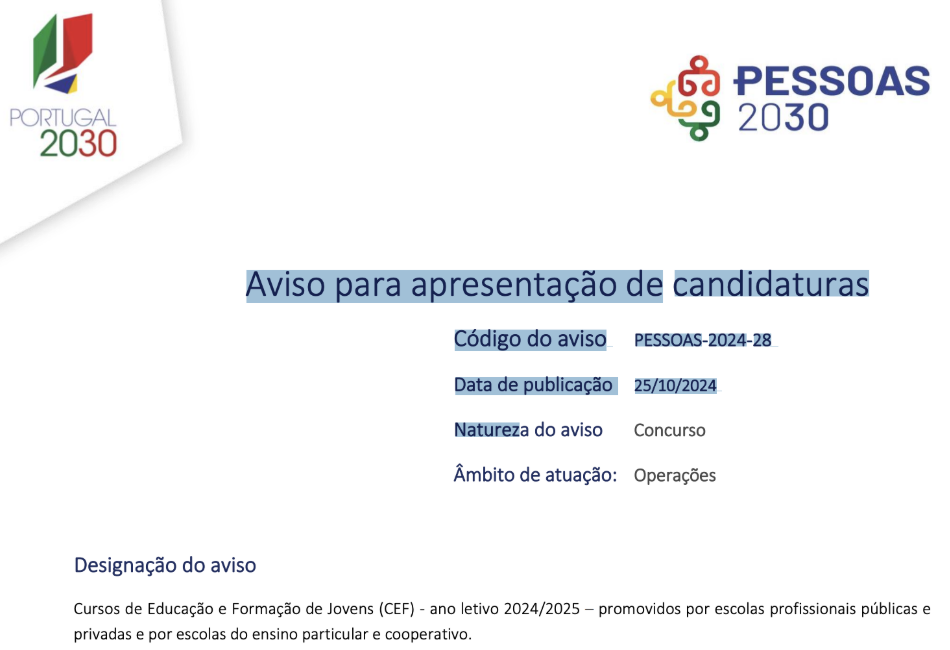 PORTUGAL
2030
PESSOAS
2030
Aviso para apresentação de candidaturas
Código do aviso PESSOAS-2024-28
Data de publicação 25/10/2024
Natureza do aviso Concurso
Âmbito de atuação: Operações
Designação do aviso
Cursos de Educação e Formação de Jovens (CEF) - ano letivo 2024/2025 – promovidos por escolas profissionais públicas e
privadas e por escolas do ensino particular e cooperativo.